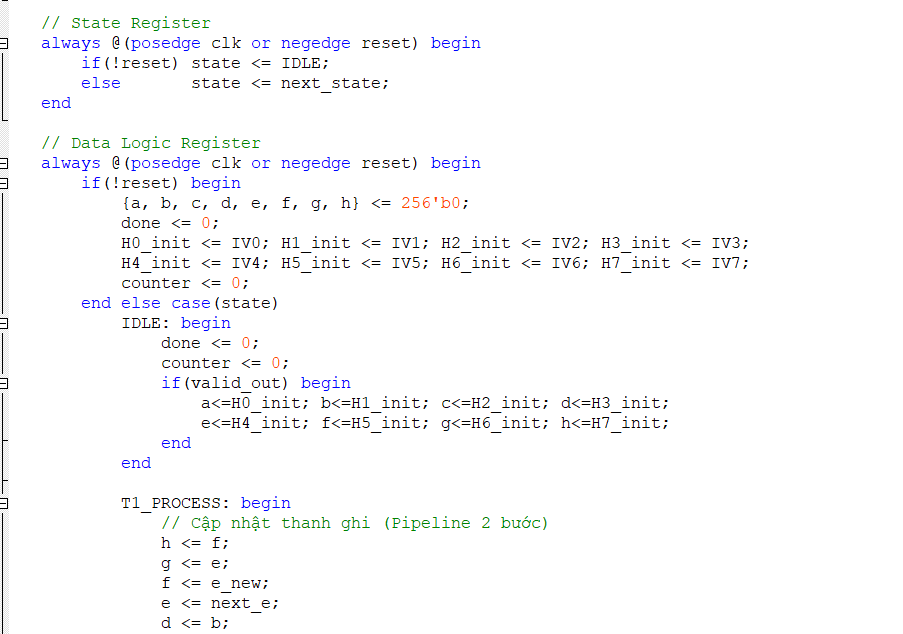 // State Register
always @(posedge clk or negedge reset) begin
    if(!reset) state <= IDLE;
    else       state <= next_state;
end

// Data Logic Register
always @(posedge clk or negedge reset) begin
    if(!reset) begin
        {a, b, c, d, e, f, g, h} <= 256'b0;
        done <= 0;
        H0_init <= IV0; H1_init <= IV1; H2_init <= IV2; H3_init <= IV3;
        H4_init <= IV4; H5_init <= IV5; H6_init <= IV6; H7_init <= IV7;
        counter <= 0;
    end else case(state)
        IDLE: begin
            done <= 0;
            counter <= 0;
            if(valid_out) begin
                a<=H0_init; b<=H1_init; c<=H2_init; d<=H3_init;
                e<=H4_init; f<=H5_init; g<=H6_init; h<=H7_init;
            end
        end

        T1_PROCESS: begin
            // Cập nhật thanh ghi (Pipeline 2 bước)
            h <= f;
            g <= e;
            f <= e_new;
            e <= next_e;
            d <= b;